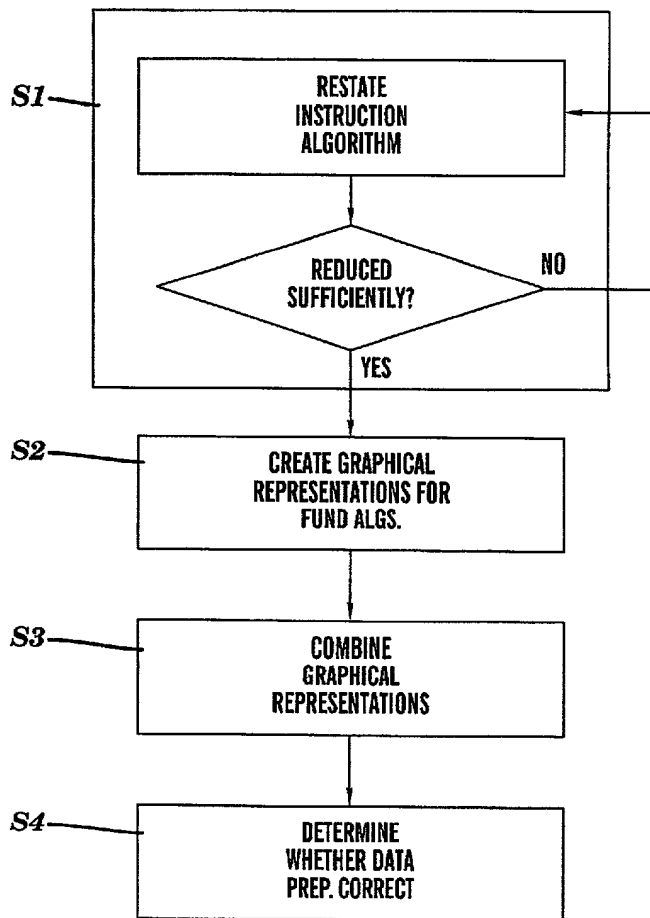 S1
RESTATE
INSTRUCTION
ALGORITHM
REDUCED
SUFFICIENTLY?
NO
YES
S2
CREATE GRAPHICAL
REPRESENTATIONS FOR
FUND ALGS.
S3
COMBINE
GRAPHICAL
REPRESENTATIONS
S4
DETERMINE
WHETHER DATA
PREP. CORRECT